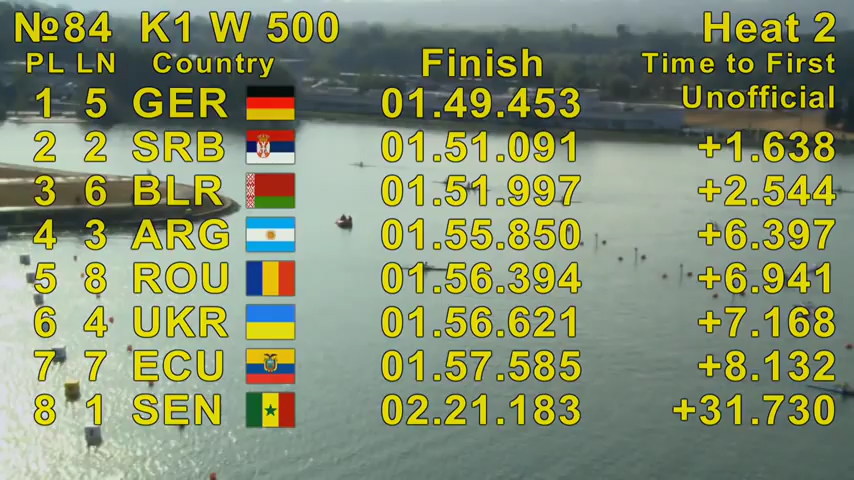 №84 K1 W 500 Heat 2
PL LN Country Finish Time to First
1 5 GER 01.49.453 Unofficial
2 2 SRB 01.51.091 +1.638
3 6 BLR 01.51.997 +2.544
4 3 ARG 01.55.850 +6.397
5 8 ROU 01.56.394 +6.941
6 4 UKR 01.56.621 +7.168
7 7 ECU 01.57.585 +8.132
8 1 SEN 02.21.183 +31.730